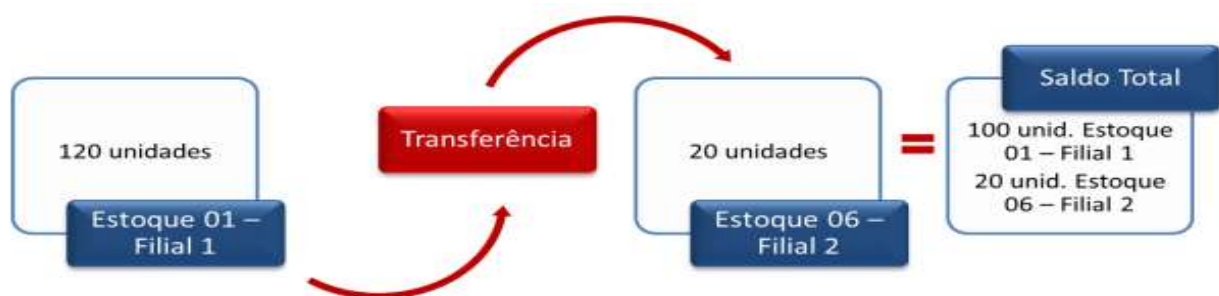 120 unidades
Estoque 01 –
Filial 1
Transferência
20 unidades
Estoque 06 –
Filial 2
=
Saldo Total
100 unid. Estoque
01 – Filial 1
20 unid. Estoque
06 – Filial 2